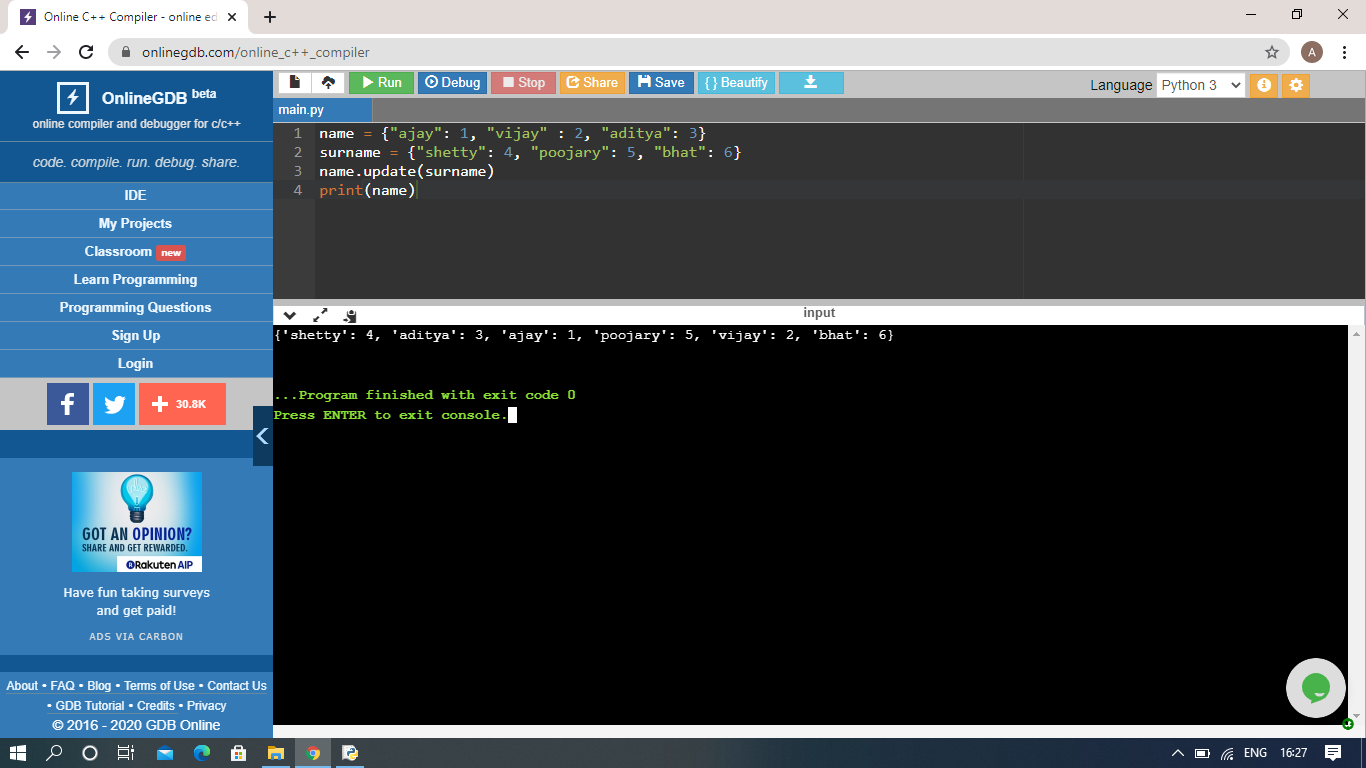 Online C++ Compiler - online ed
onlinegdb.com/online_c++_compiler
A
OnlineGDB beta
online compiler and debugger for c/c++
code. compile. run. debug. share.
IDE
My Projects
Classroom new
Learn Programming
Programming Questions
Sign Up
Login
30.8K
GOT AN OPINION?
SHARE AND GET REWARDED.
Rakuten AIP
Have fun taking surveys
and get paid!
ADS VIA CARBON
About • FAQ • Blog • Terms of Use • Contact Us
• GDB Tutorial • Credits • Privacy
© 2016 - 2020 GDB Online
Run Debug Stop Share Save { } Beautify
Language Python 3
main.py
1 name = {"ajay": 1, "vijay" : 2, "aditya": 3}
2 surname = {"shetty": 4, "poojary": 5, "bhat": 6}
3 name.update(surname)
4 print(name)
input
{'shetty': 4, 'aditya': 3, 'ajay': 1, 'poojary': 5, 'vijay': 2, 'bhat': 6}
...Program finished with exit code 0
Press ENTER to exit console.
ENG 16:27